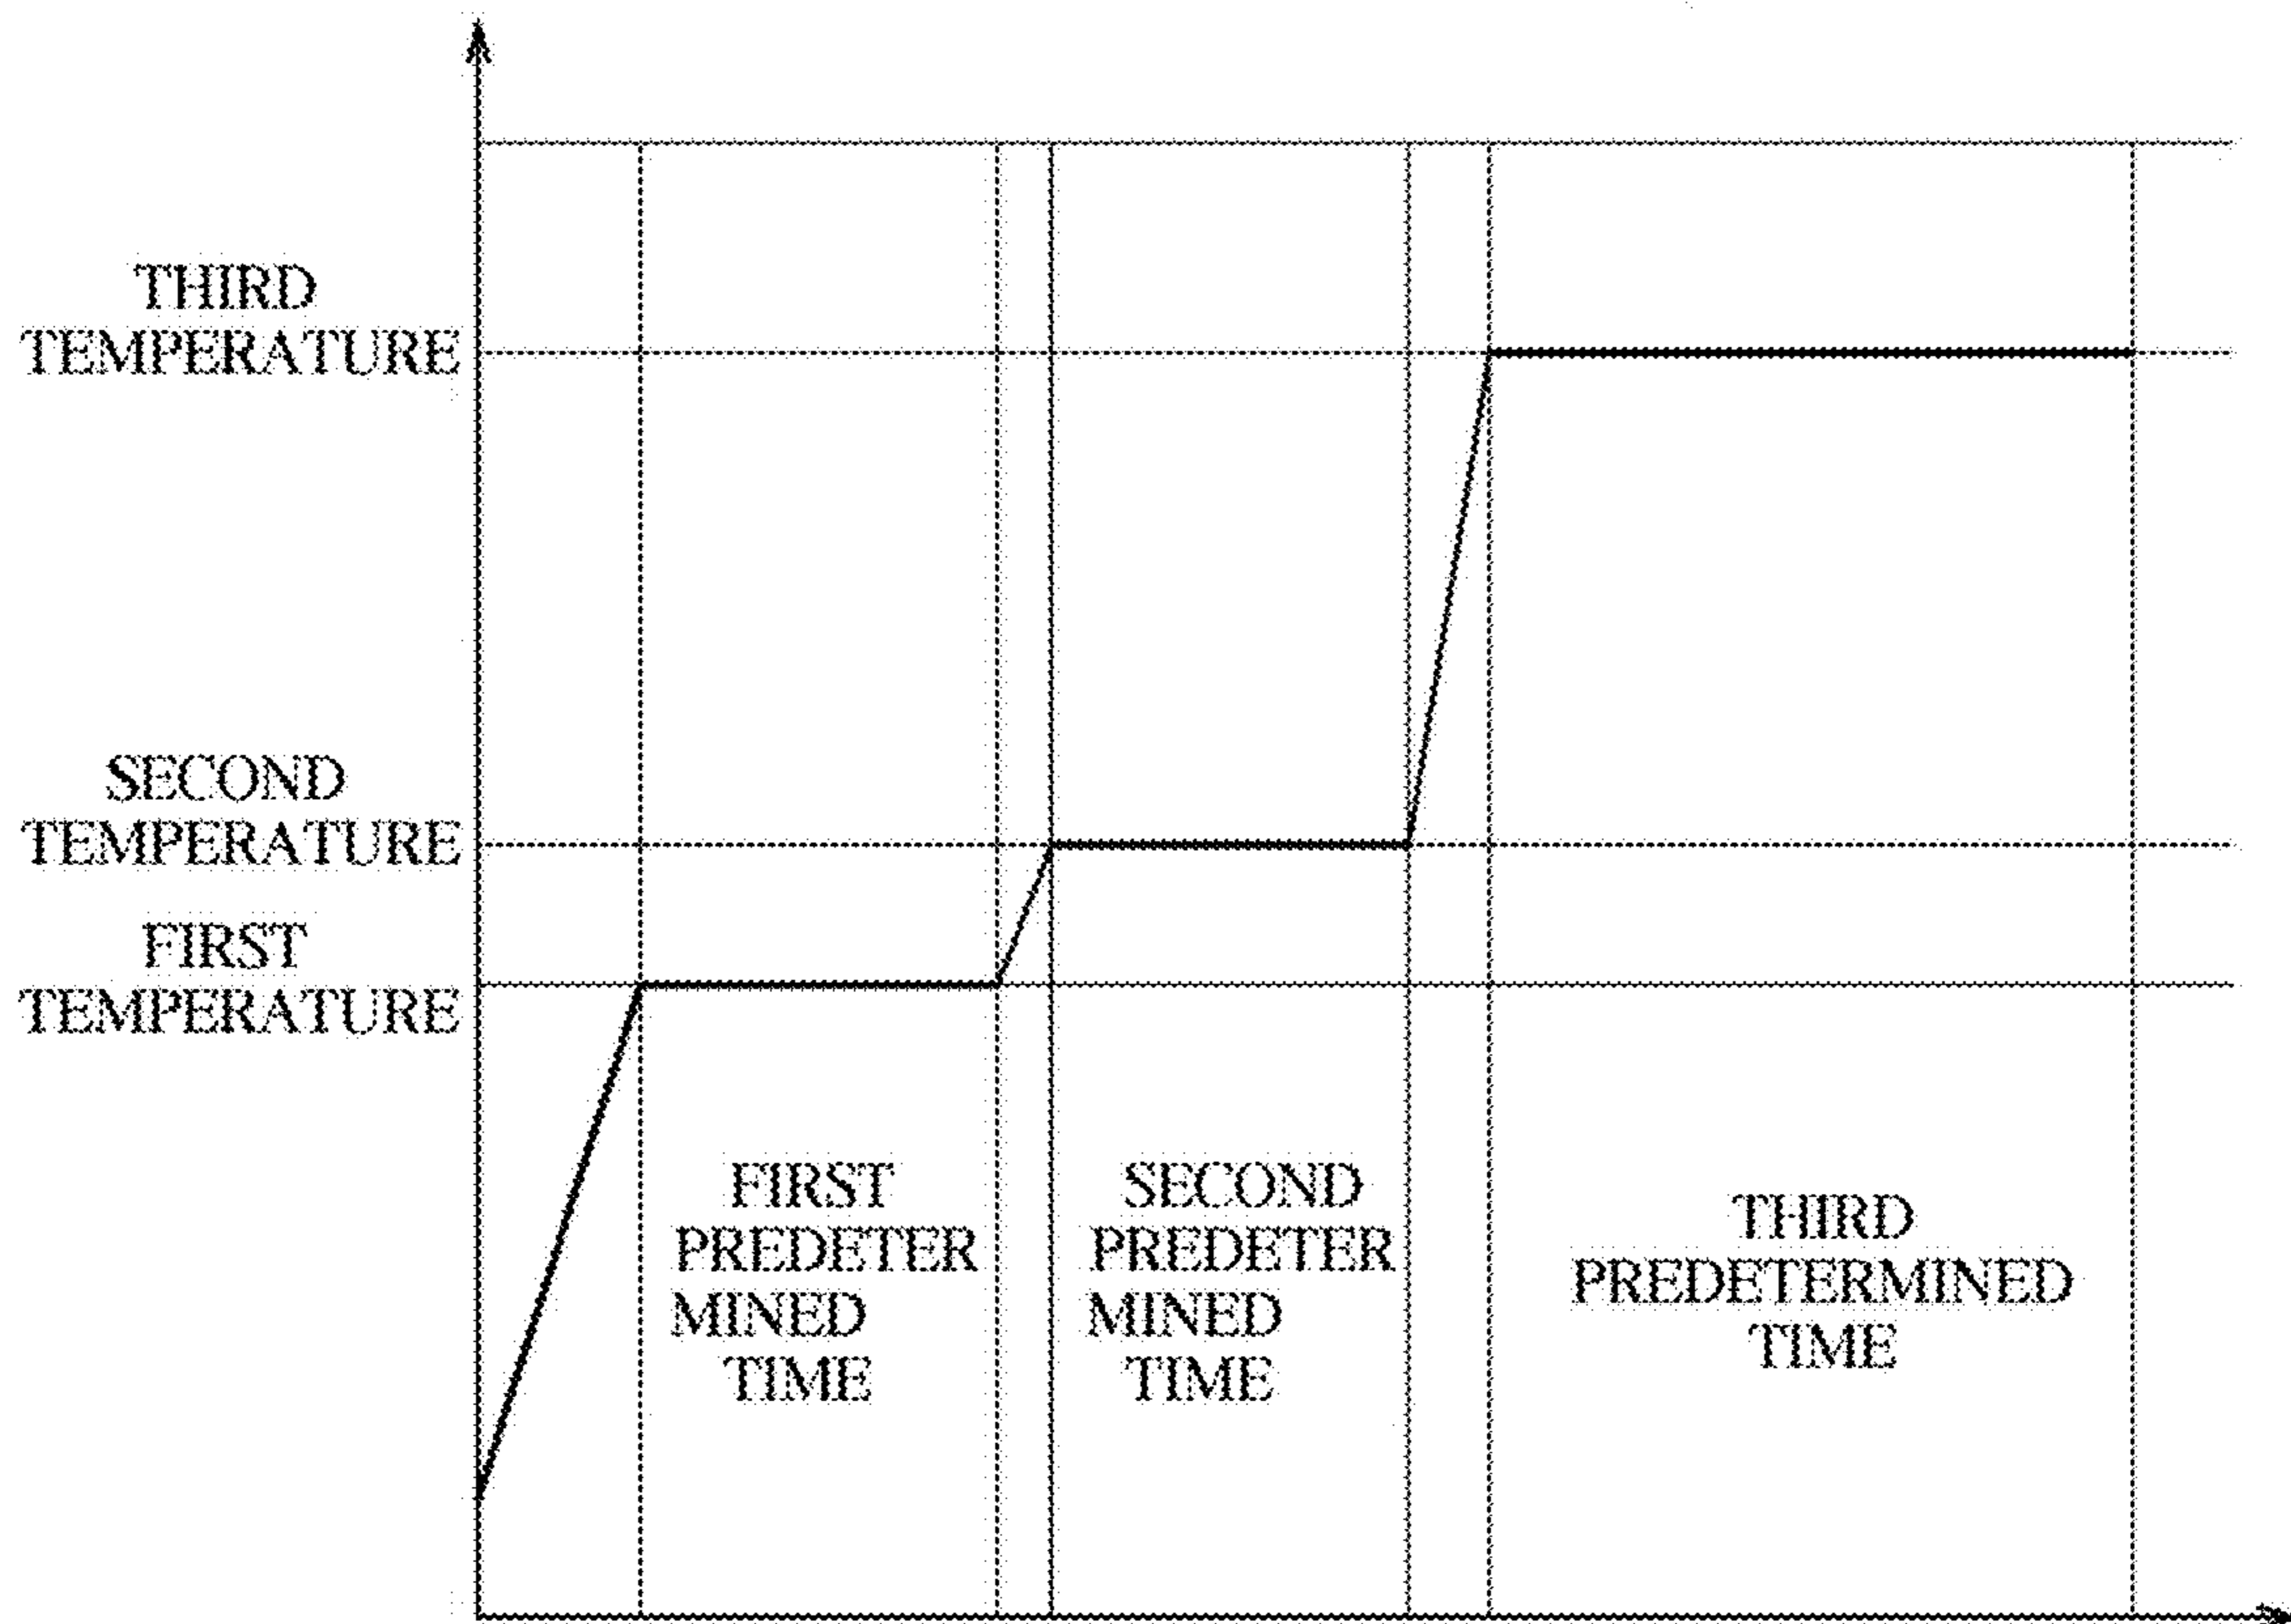 THIRD
TEMPERATURE
SECOND
TEMPERATURE
FIRST
TEMPERATURE
FIRST
PREDETER
MINED
TIME
SECOND
PREDETER
MINED
TIME
THIRD
PREDETERMINED
TIME